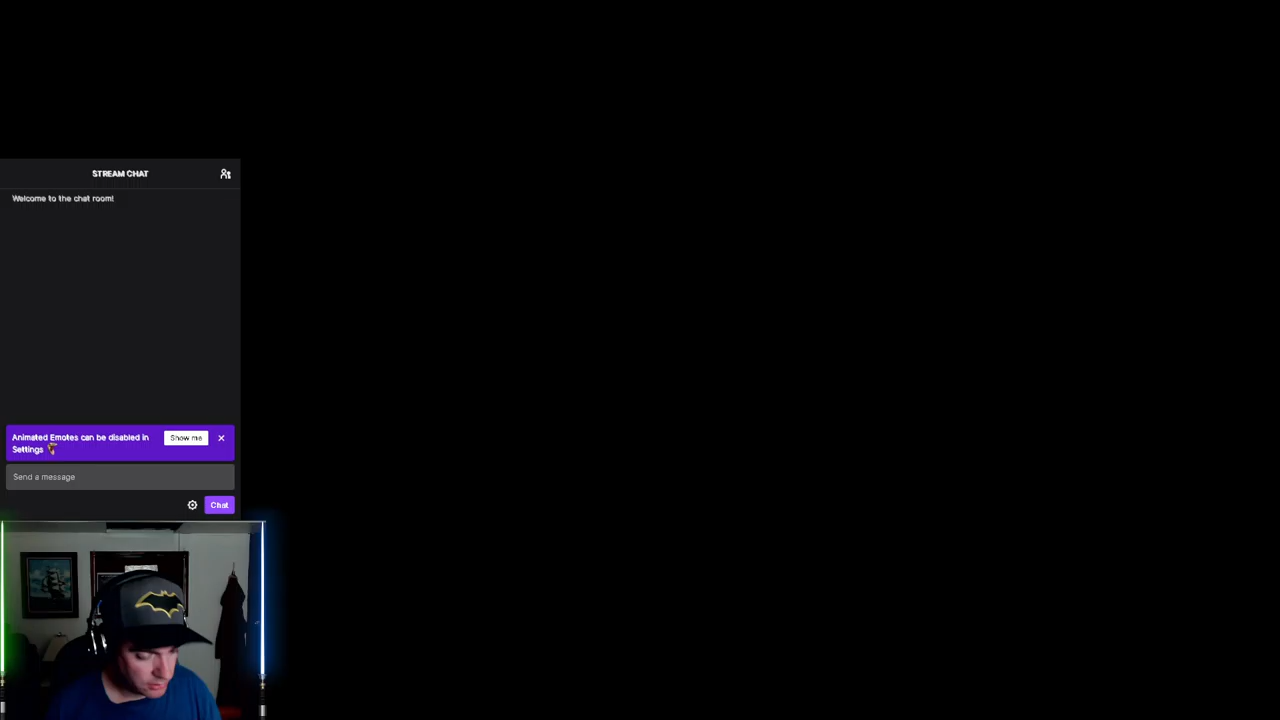 STREAM CHAT
Welcome to the chat room!
Animated Emotes can be disabled in
Settings
Show me
Send a message
Chat